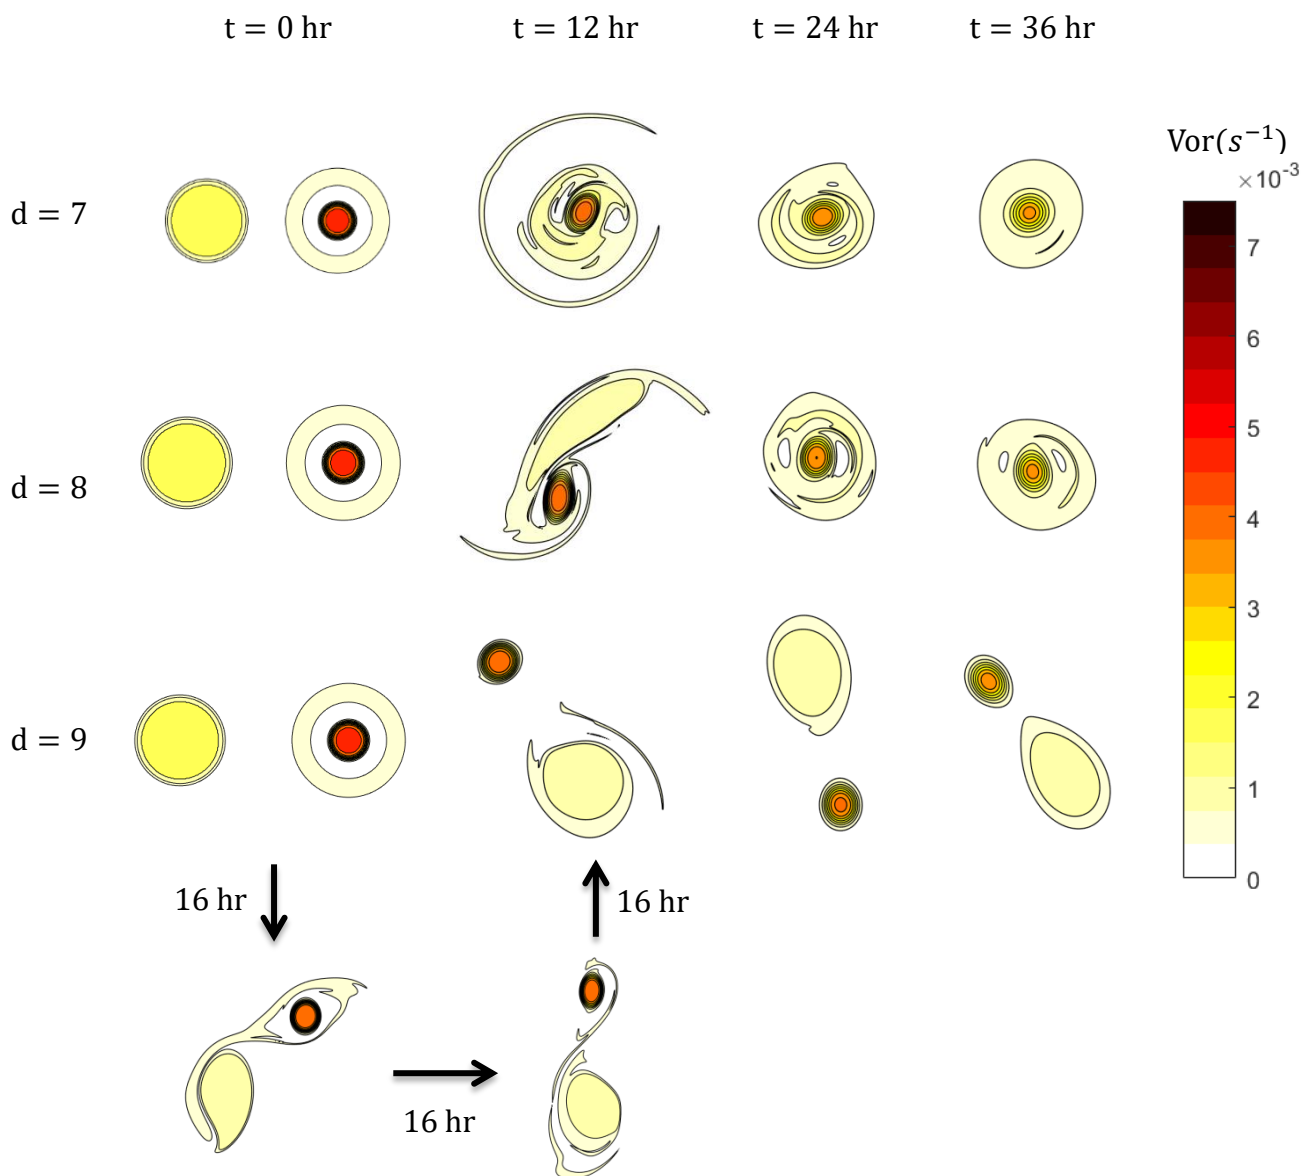 t = 0 hr t = 12 hr t = 24 hr t = 36 hr
Vor(s⁻¹)
×10⁻³
d = 7
7
6
5
d = 8
4
3
2
d = 9
1
0
16 hr
16 hr
16 hr